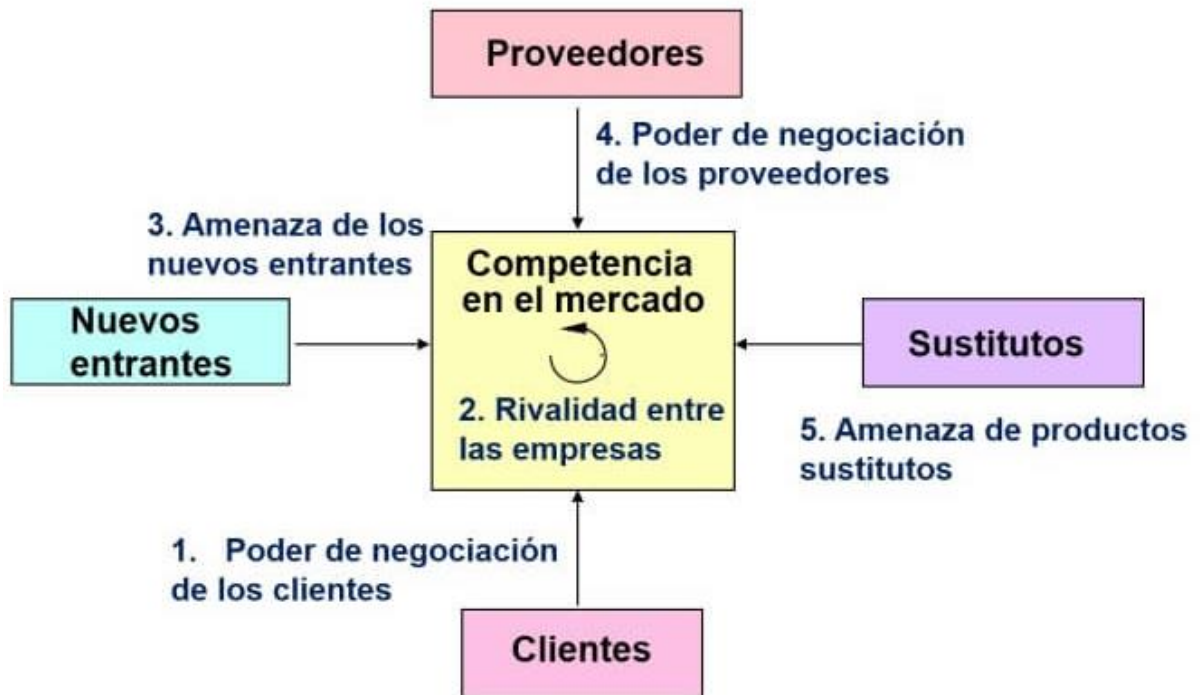 Proveedores
4. Poder de negociación
de los proveedores
3. Amenaza de los
nuevos entrantes
Competencia
en el mercado
Nuevos
entrantes
Sustitutos
2. Rivalidad entre
las empresas
5. Amenaza de productos
sustitutos
1. Poder de negociación
de los clientes
Clientes